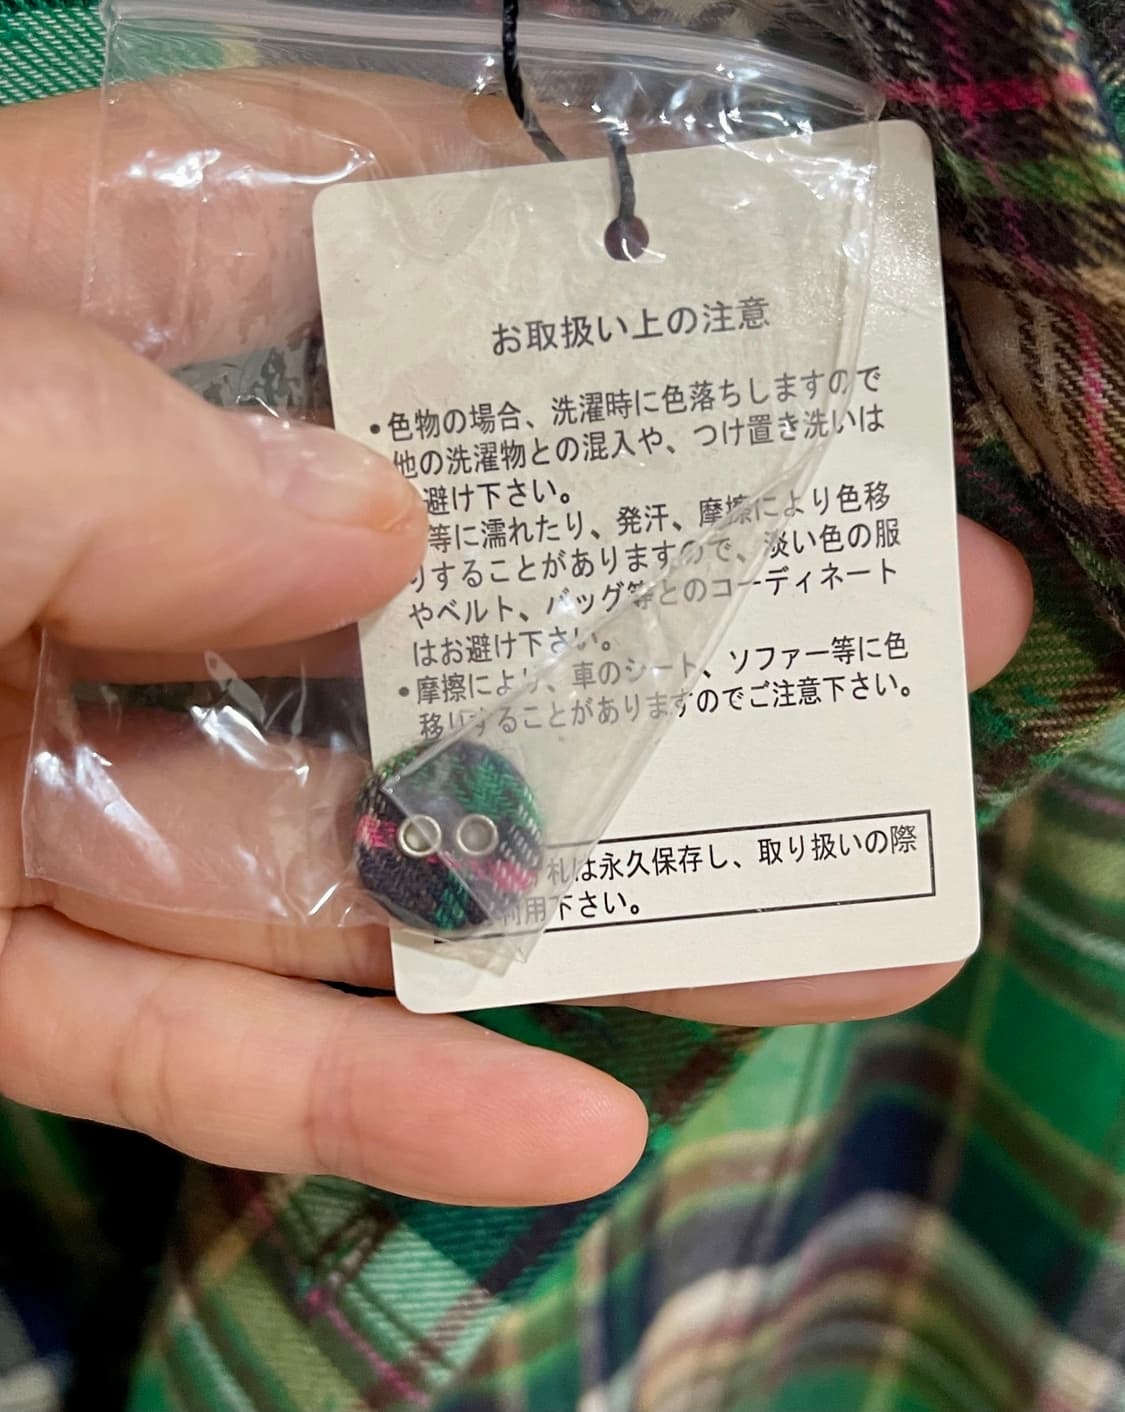 お取扱い上の注意
•色物の場合、洗濯時に色落ちしますので
他の洗濯物との混入や、つけ置き洗いは
避け下さい。
等に濡れたり、発汗、摩擦により色移
りすることがありますので、淡い色の服
やベルト、バッグ等とのコーディネート
はお避け下さい。
•摩擦により、車のシート、ソファー等に色
移りすることがありますのでご注意下さい。
札は永久保存し、取り扱いの際
利用下さい。